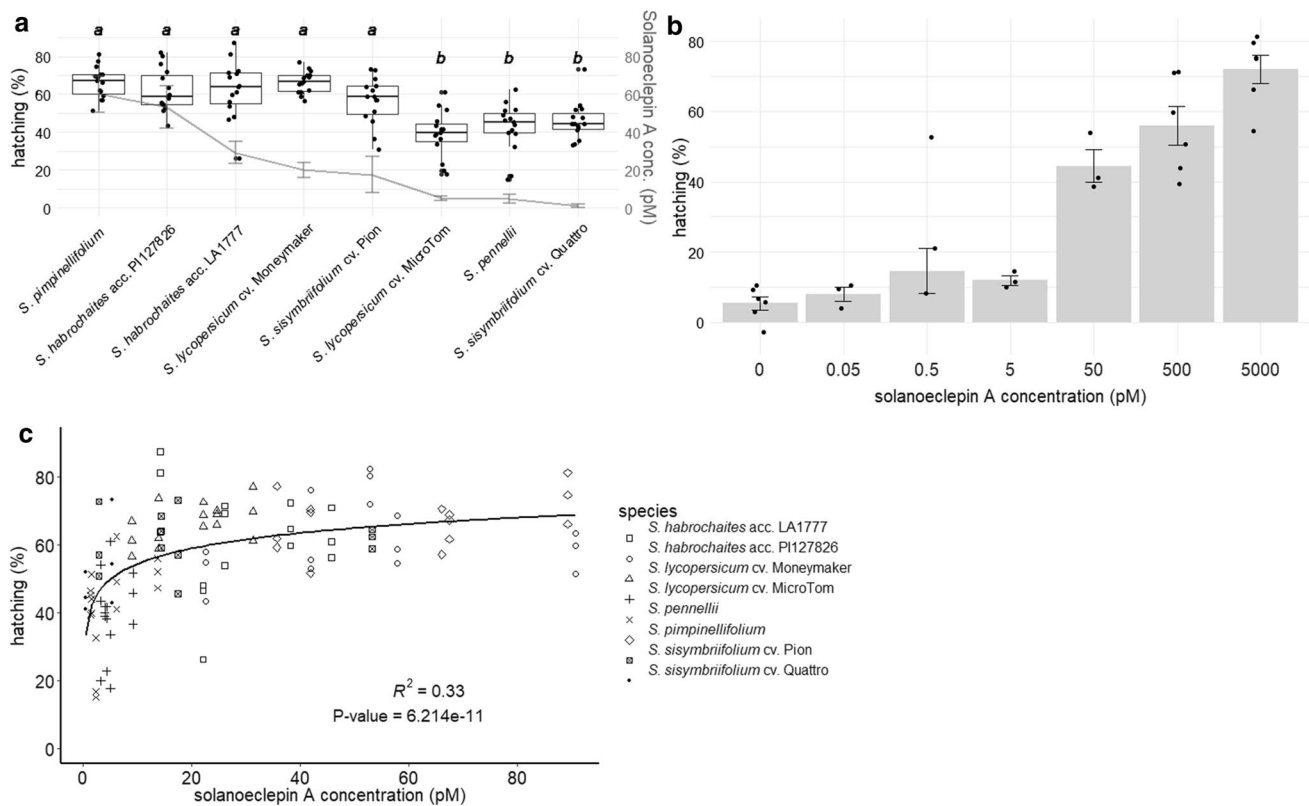 a
a a a a a b b b
hatching (%)
80
60
40
20
0
Solanoeclepin A conc. (pM)
80
60
40
20
0
S. pimpinellifolium
S. habrochaites acc. PI127826
S. habrochaites acc. LA1777
S. lycopersicum cv. Moneymaker
S. sisymbriifolium cv. Pion
S. lycopersicum cv. MicroTom
S. pennellii
S. sisymbriifolium cv. Quattro
b
hatching (%)
80
60
40
20
0
0 0.05 0.5 5 50 500 5000
solanoeclepin A concentration (pM)
c
hatching (%)
80
60
40
20
0
R² = 0.33
P-value = 6.214e-11
0 20 40 60 80
solanoeclepin A concentration (pM)
species
S. habrochaites acc. LA1777
S. habrochaites acc. PI127826
S. lycopersicum cv. Moneymaker
S. lycopersicum cv. MicroTom
S. pennellii
S. pimpinellifolium
S. sisymbriifolium cv. Pion
S. sisymbriifolium cv. Quattro